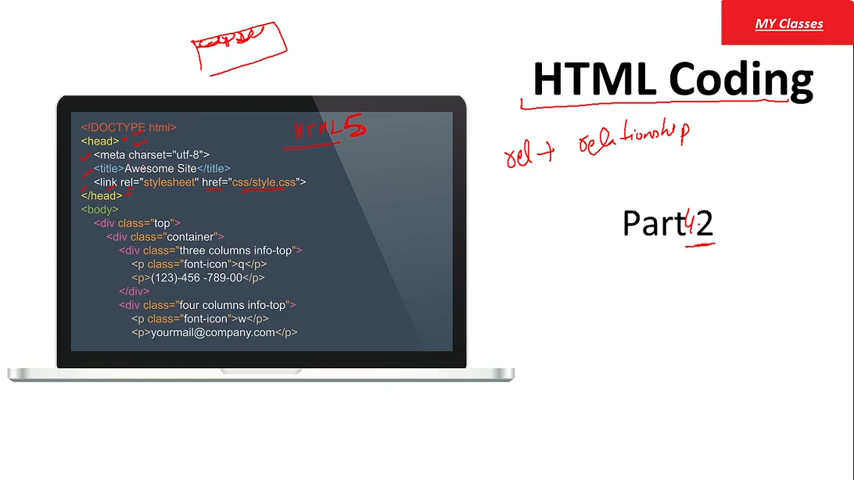 MY Classes
HTML Coding
<!DOCTYPE html>
<head>
<meta charset="utf-8">
<title>Awesome Site</title>
<link rel="stylesheet" href="css/style.css">
</head>
<body>
<div class="top">
<div class="container">
<div class="three columns info-top">
<p class="font-icon">q</p>
<p>(123)-456 -789-00</p>
</div>
<div class="four columns info-top">
<p class="font-icon">w</p>
<p>yourmail@company.com</p>
HTML 5
rel → relationship
Part 4.2